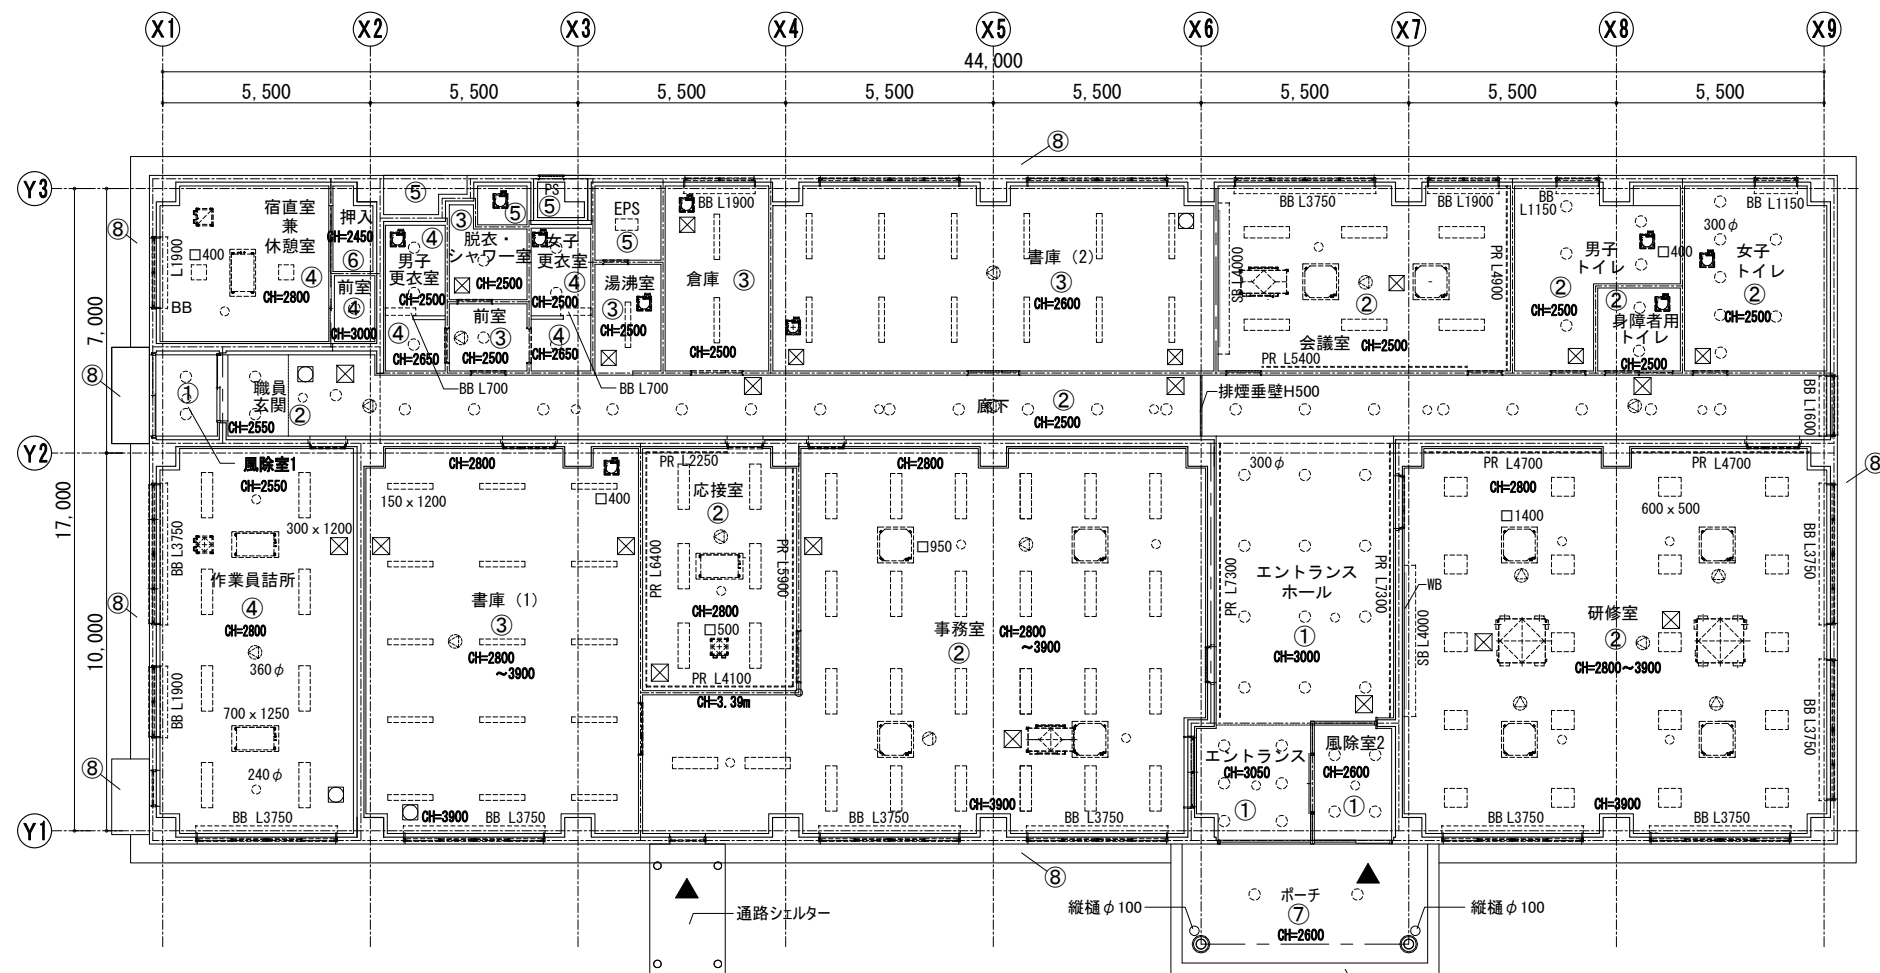 X1 X2 X3 X4 X5 X6 X7 X8 X9
44,000
5,500 5,500 5,500 5,500 5,500 5,500 5,500 5,500
⑧
Y3
7,000
Y2
17,000
10,000
Y1
⑧
⑧
⑧
⑧
⑧
⑧
宿直室
兼
休憩室
④
CH=2800
L1900
BB
□400
押入
CH=2450
⑥
前室
④
CH=3000
⑤
④
男子
更衣室
CH=2500
④
CH=2650
BB L700
③
脱衣・
シャワー室
CH=2500
⑤
前室
③
CH=2500
PS
⑤
女子
更衣室
④
CH=2500
④
CH=2650
BB L700
EPS
⑤
湯沸室
③
CH=2500
BB L1900
倉庫
③
CH=2500
書庫 (2)
③
CH=2600
BB L3750
BB L1900
SB L4000
PR L4900
②
会議室
CH=2500
PR L5400
BB
L1150
男子
トイレ
□400
②
CH=2500
②
身障者用
トイレ
CH=2500
BB L1150
300φ
女子
トイレ
②
CH=2500
①
職員
玄関
②
CH=2550
廊下
②
CH=2500
排煙垂壁H500
BB L1600
風除室1
CH=2550
300x1200
BB L3750
作業員詰所
④
CH=2800
360φ
BB L1900
700x1250
240φ
BB L3750
CH=2800
150x1200
□400
書庫 (1)
③
CH=2800
～3900
CH=3900
BB L3750
PR L2250
応接室
②
PR L6400
PR L5900
CH=2800
□500
PR L4100
CH=3.39m
CH=2800
□950
事務室
②
CH=2800
～3900
CH=3900
BB L3750
BB L3750
300φ
PR L7300
PR L7300
エントランス
ホール
①
CH=3000
エントランス
CH=3050
①
風除室2
CH=2600
①
PR L4700
PR L4700
CH=2800
□1400
600x500
WB
SB L4000
研修室
②
CH=2800～3900
BB L3750
BB L3750
CH=3900
BB L3750
BB L3750
通路シェルター
縦樋φ100
ポーチ
⑦
CH=2600
縦樋φ100